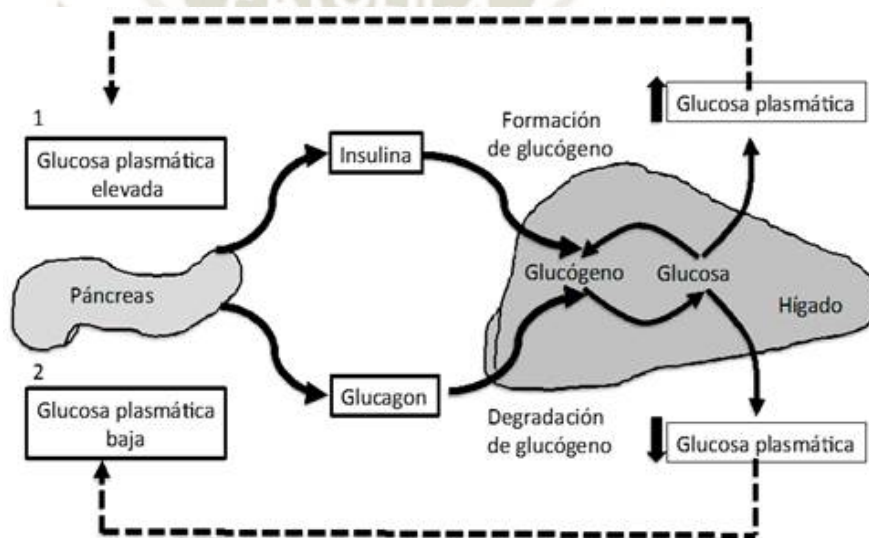 1
Glucosa plasmática
elevada
Insulina
Formación
de glucógeno
Glucosa plasmática
Páncreas
Glucógeno
Glucosa
Hígado
2
Glucosa plasmática
baja
Glucagon
Degradación
de glucógeno
Glucosa plasmática